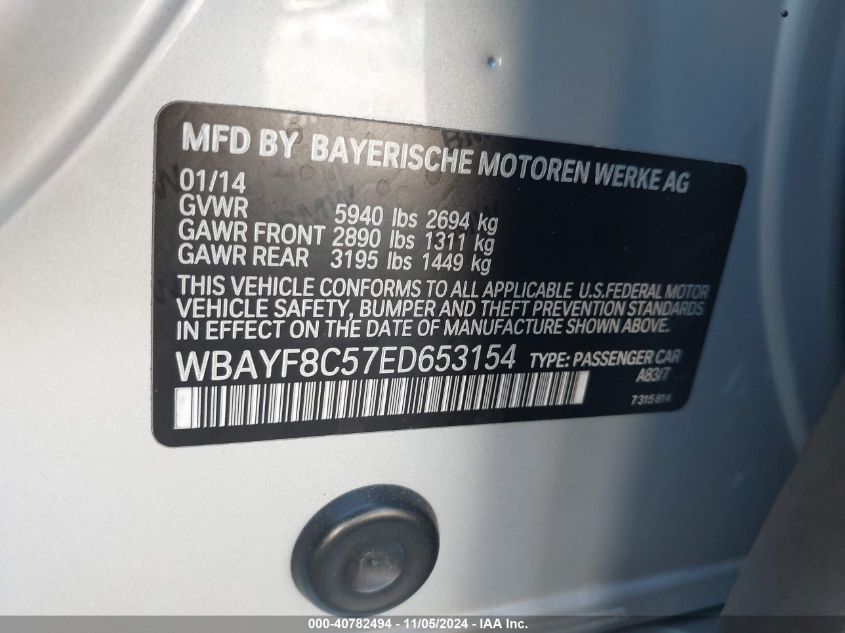 MFD BY BAYERISCHE MOTOREN WERKE AG
01/14
GVWR 5940 lbs 2694 kg
GAWR FRONT 2890 lbs 1311 kg
GAWR REAR 3195 lbs 1449 kg
THIS VEHICLE CONFORMS TO ALL APPLICABLE U.S.FEDERAL MOTOR
VEHICLE SAFETY, BUMPER AND THEFT PREVENTION STANDARDS
IN EFFECT ON THE DATE OF MANUFACTURE SHOWN ABOVE.
WBAYF8C57ED653154 TYPE: PASSENGER CAR
A83/7
7 315 814
000-40782494 - 11/05/2024 - IAA Inc.